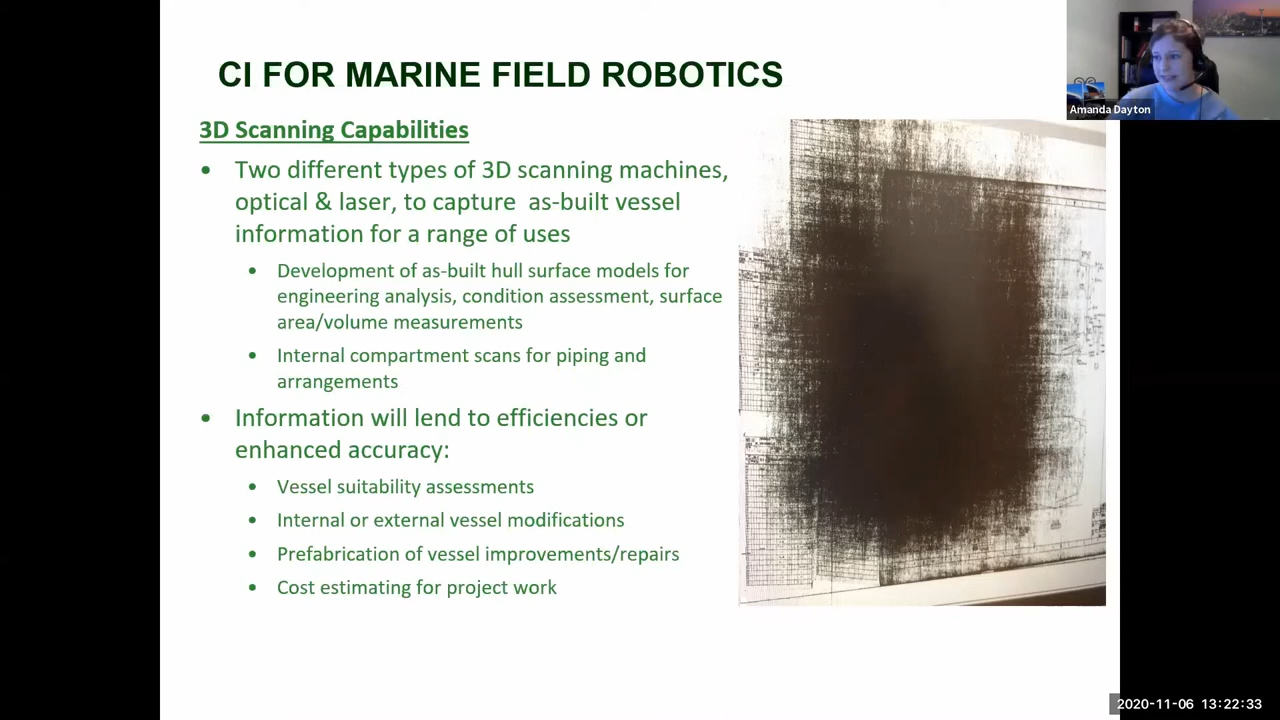 CI FOR MARINE FIELD ROBOTICS
Amanda Dayton
3D Scanning Capabilities
• Two different types of 3D scanning machines,
optical & laser, to capture as-built vessel
information for a range of uses
• Development of as-built hull surface models for
engineering analysis, condition assessment, surface
area/volume measurements
• Internal compartment scans for piping and
arrangements
• Information will lend to efficiencies or
enhanced accuracy:
• Vessel suitability assessments
• Internal or external vessel modifications
• Prefabrication of vessel improvements/repairs
• Cost estimating for project work
2020-11-06 13:22:33